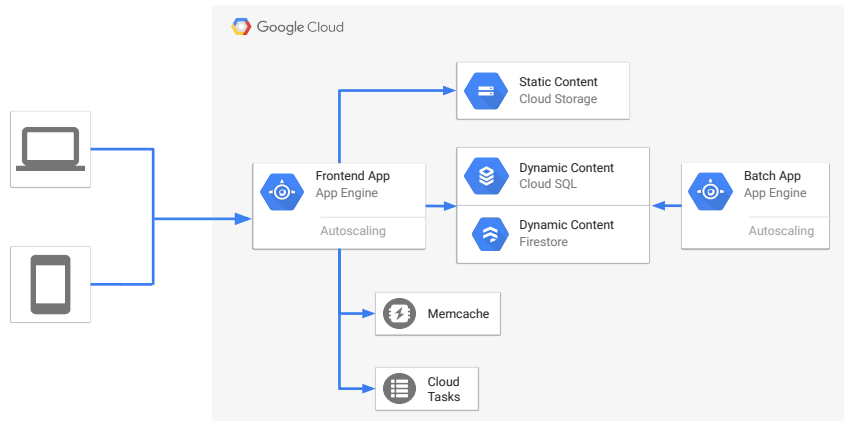 Google Cloud
Static Content
Cloud Storage
Frontend App
App Engine
Autoscaling
Dynamic Content
Cloud SQL
Dynamic Content
Firestore
Batch App
App Engine
Autoscaling
Memcache
Cloud
Tasks